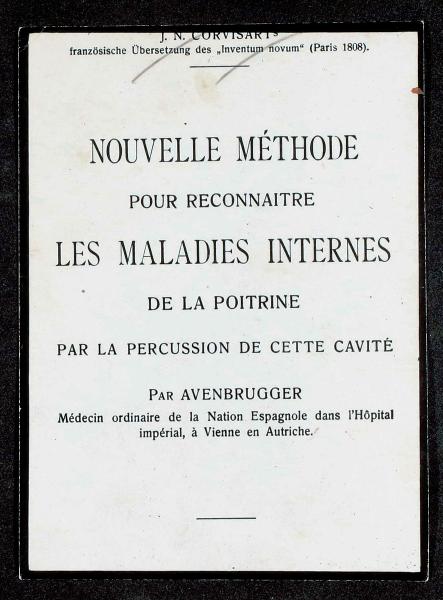 J. N. CORVISARTs
französische Übersetzung des „Inventum novum“ (Paris 1808).
NOUVELLE MÉTHODE
POUR RECONNAITRE
LES MALADIES INTERNES
DE LA POITRINE
PAR LA PERCUSSION DE CETTE CAVITÉ
PAR AVENBRUGGER
Médecin ordinaire de la Nation Espagnole dans l'Hôpital
impérial, à Vienne en Autriche.